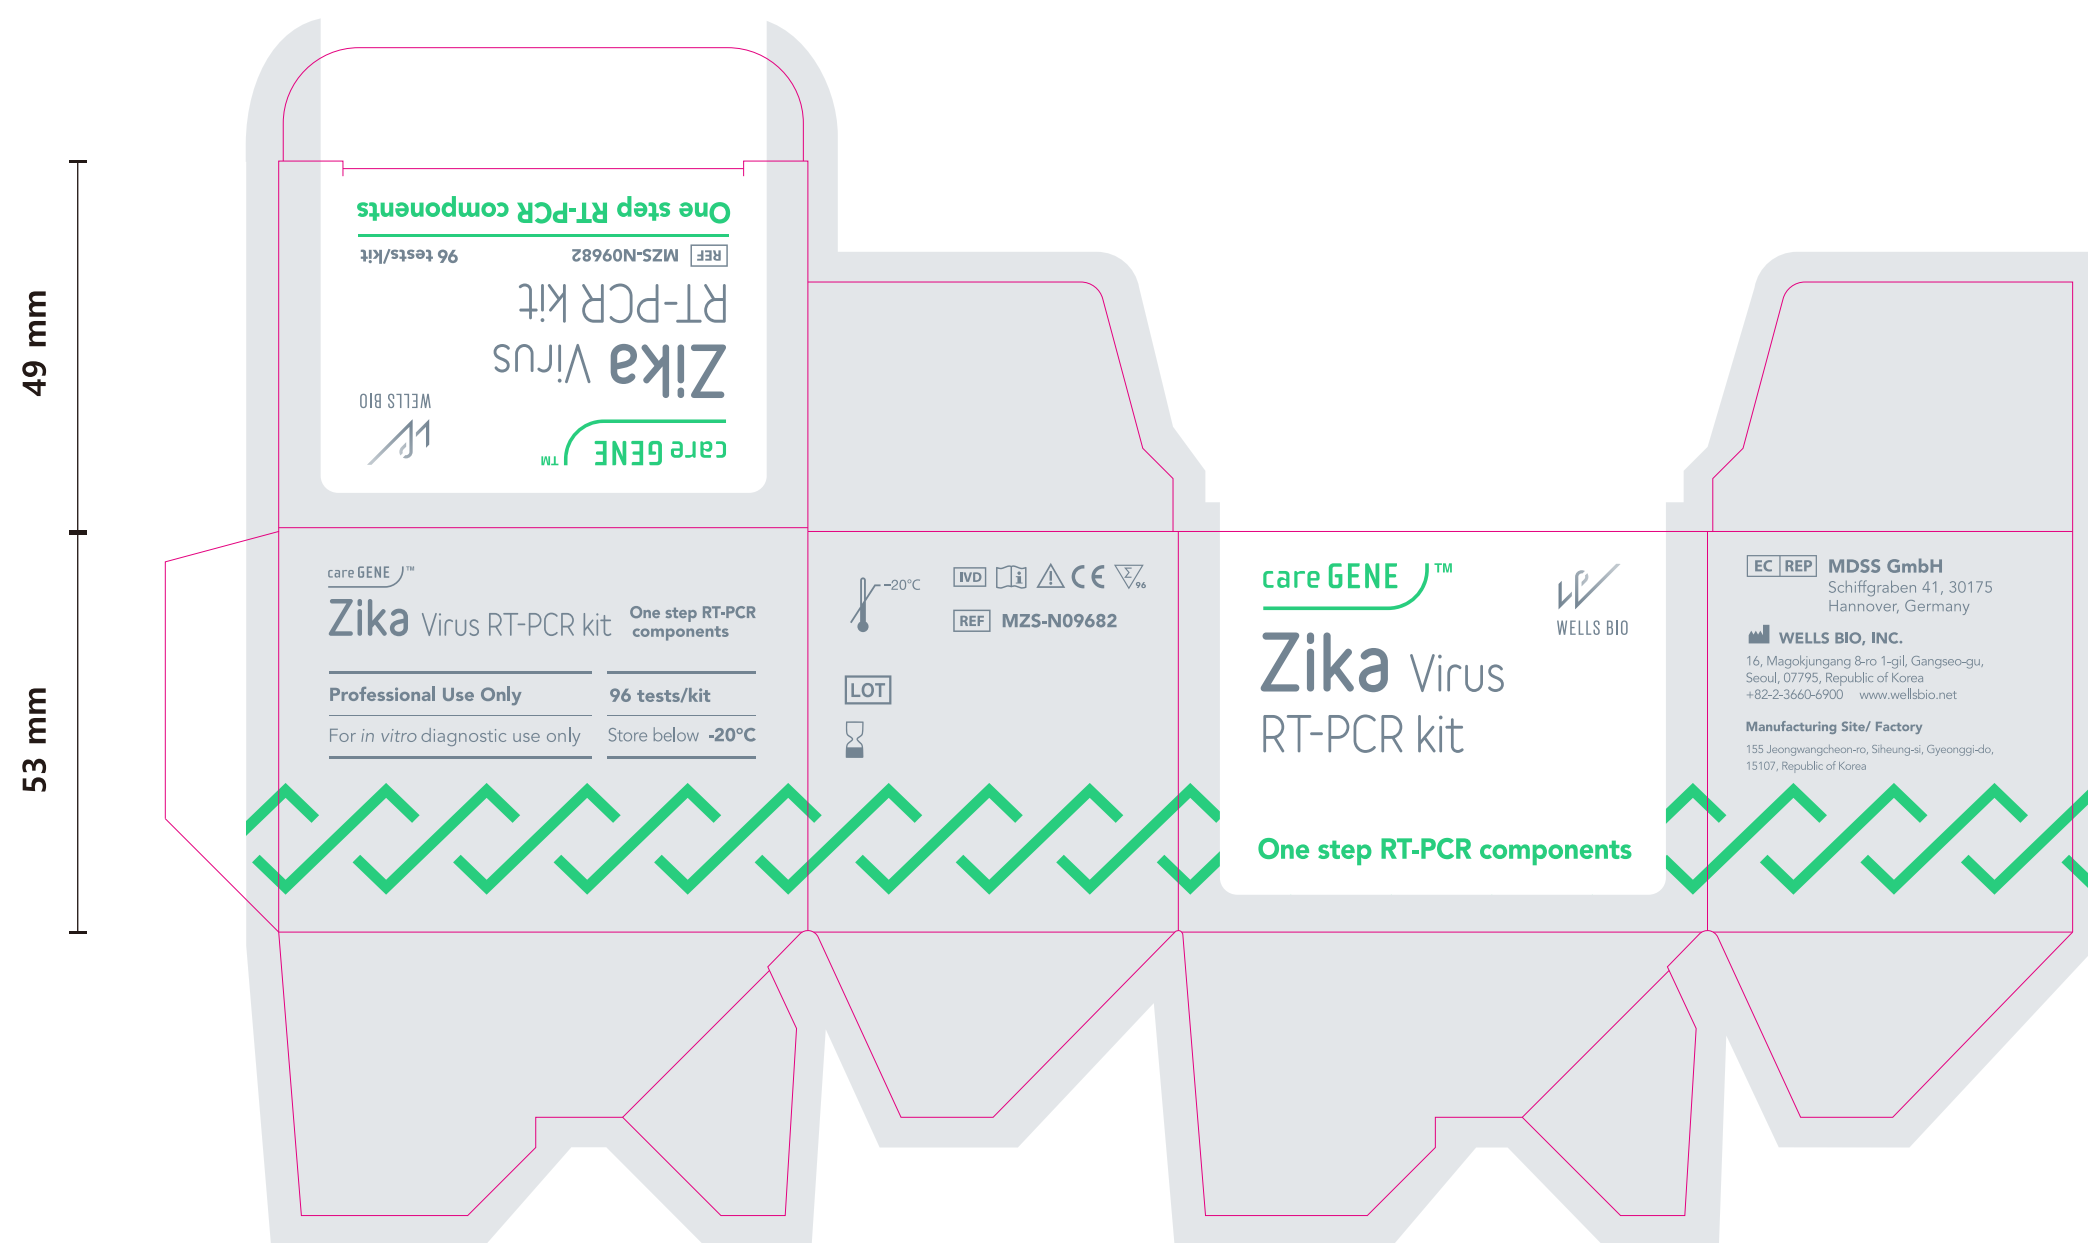 49 mm
53 mm
One step RT-PCR components
REF MZS-N09682 96 tests/kit
RT-PCR kit
Zika Virus
WELLS BIO
care GENE ™
care GENE ™
Zika Virus RT-PCR kit
One step RT-PCR
components
Professional Use Only
96 tests/kit
For in vitro diagnostic use only
Store below -20°C
-20°C
IVD
CE
Σ
96
REF MZS-N09682
LOT
care GENE ™
WELLS BIO
Zika Virus
RT-PCR kit
One step RT-PCR components
EC REP MDSS GmbH
Schiffgraben 41, 30175
Hannover, Germany
WELLS BIO, INC.
16, Magokjungang 8-ro 1-gil, Gangseo-gu,
Seoul, 07795, Republic of Korea
+82-2-3660-6900 www.wellsbio.net
Manufacturing Site/ Factory
155 Jeongwangcheon-ro, Siheung-si, Gyeonggi-do,
15107, Republic of Korea